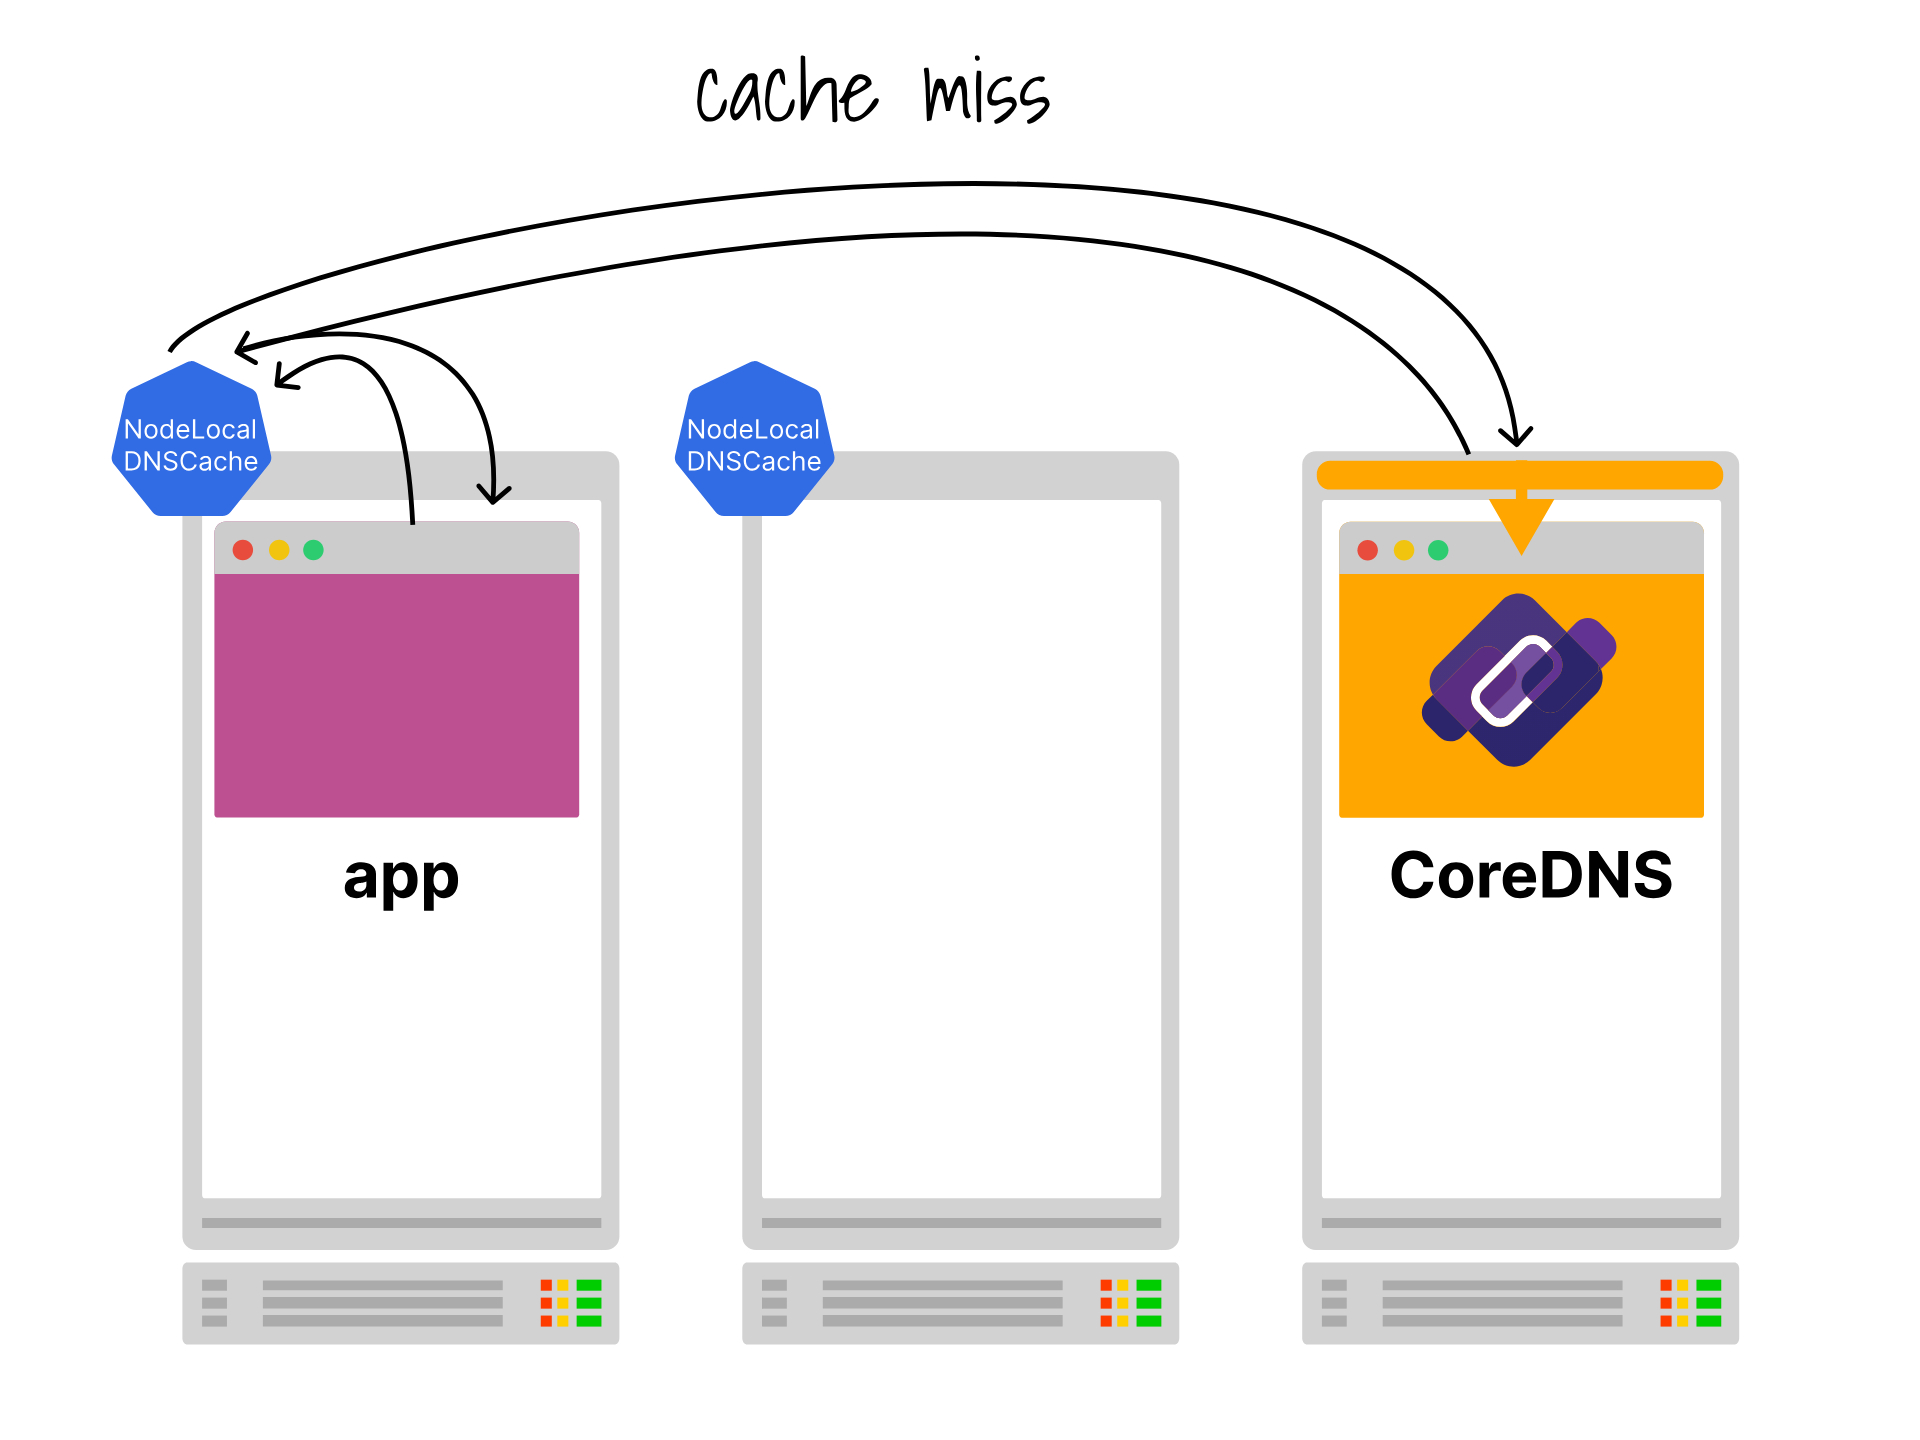 cache miss
NodeLocal
DNSCache
NodeLocal
DNSCache
app
CoreDNS